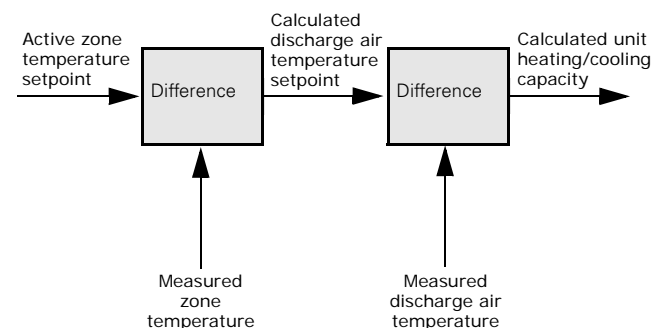 Active zone
temperature
setpoint
Difference
Calculated
discharge air
temperature
setpoint
Difference
Calculated unit
heating/cooling
capacity
Measured
zone
temperature
Measured
discharge air
temperature